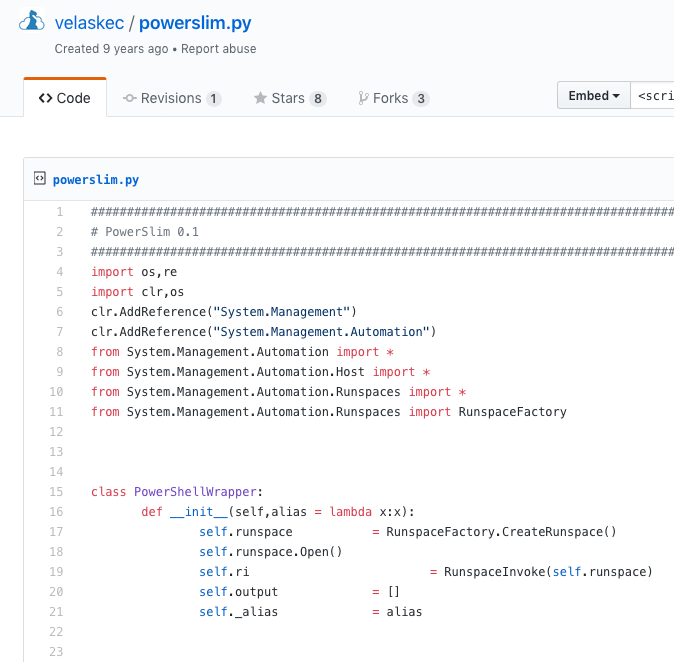 velaskec / powerslim.py
Created 9 years ago • Report abuse
<> Code Revisions 1 Stars 8 Forks 3 Embed <scri
powerslim.py
1 #################################################################################
2 # PowerSlim 0.1
3 #################################################################################
4 import os,re
5 import clr,os
6 clr.AddReference("System.Management")
7 clr.AddReference("System.Management.Automation")
8 from System.Management.Automation import *
9 from System.Management.Automation.Host import *
10 from System.Management.Automation.Runspaces import *
11 from System.Management.Automation.Runspaces import RunspaceFactory
12
13
14
15 class PowerShellWrapper:
16 def __init__(self,alias = lambda x:x):
17 self.runspace = RunspaceFactory.CreateRunspace()
18 self.runspace.Open()
19 self.ri = RunspaceInvoke(self.runspace)
20 self.output = []
21 self._alias = alias
22
23